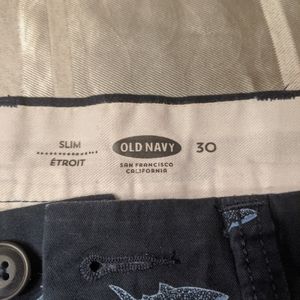 SLIM
ÉTROIT
OLD NAVY
SAN FRANCISCO
CALIFORNIA
30